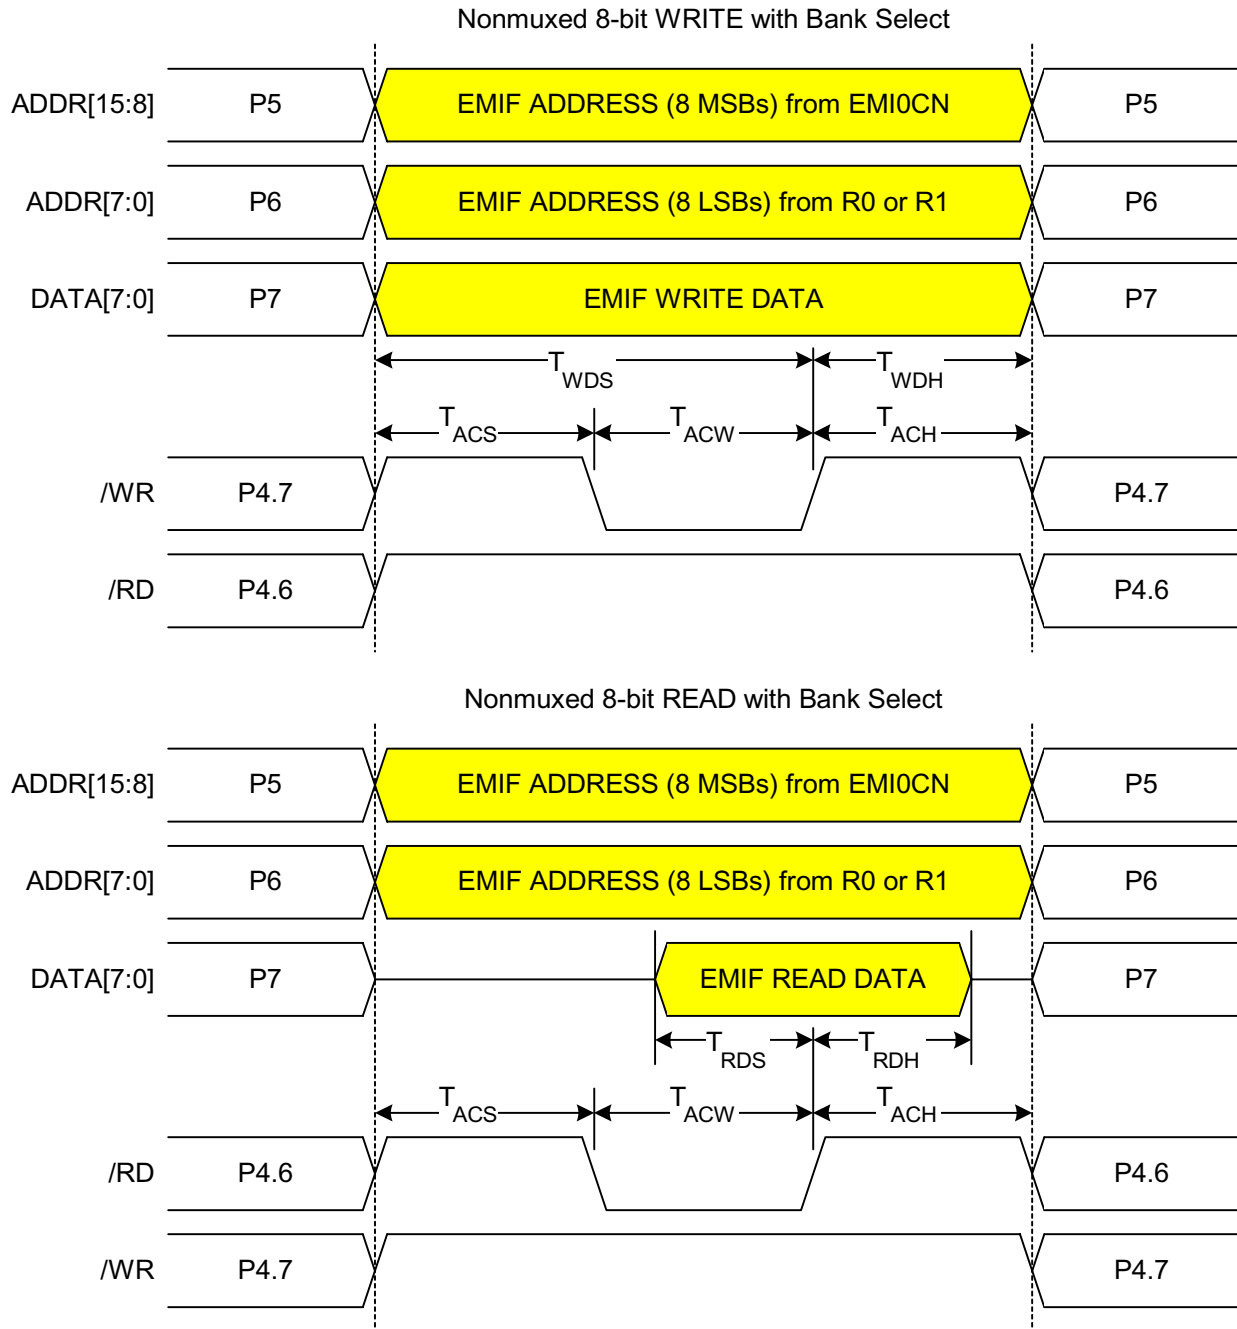 Nonmuxed 8-bit WRITE with Bank Select
ADDR[15:8] P5 EMIF ADDRESS (8 MSBs) from EMI0CN P5
ADDR[7:0] P6 EMIF ADDRESS (8 LSBs) from R0 or R1 P6
DATA[7:0] P7 EMIF WRITE DATA P7
TWDS TWDH
TACS TACW TACH
/WR P4.7 P4.7
/RD P4.6 P4.6
Nonmuxed 8-bit READ with Bank Select
ADDR[15:8] P5 EMIF ADDRESS (8 MSBs) from EMI0CN P5
ADDR[7:0] P6 EMIF ADDRESS (8 LSBs) from R0 or R1 P6
DATA[7:0] P7 EMIF READ DATA P7
TRDS TRDH
TACS TACW TACH
/RD P4.6 P4.6
/WR P4.7 P4.7